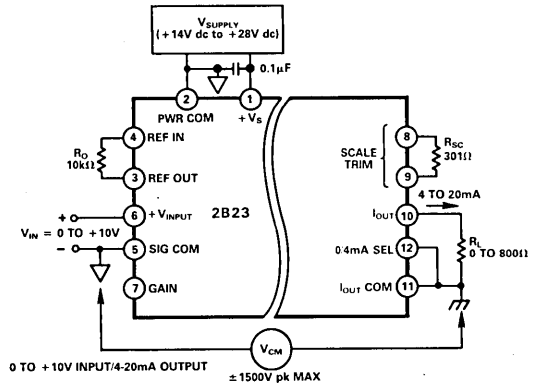 VSUPPLY
(+14V dc to +28V dc)
0.1µF
2
1
PWR COM
+VS
4
REF IN
RO
10kΩ
3
REF OUT
6
+VINPUT
2B23
+
VIN = 0 TO +10V
−
5
SIG COM
7
GAIN
8
SCALE
TRIM
RSC
301Ω
9
4 TO 20mA
IOUT
10
0/4mA SEL
12
RL
0 TO 800Ω
IOUT COM
11
VCM
0 TO +10V INPUT/4-20mA OUTPUT
±1500V pk MAX